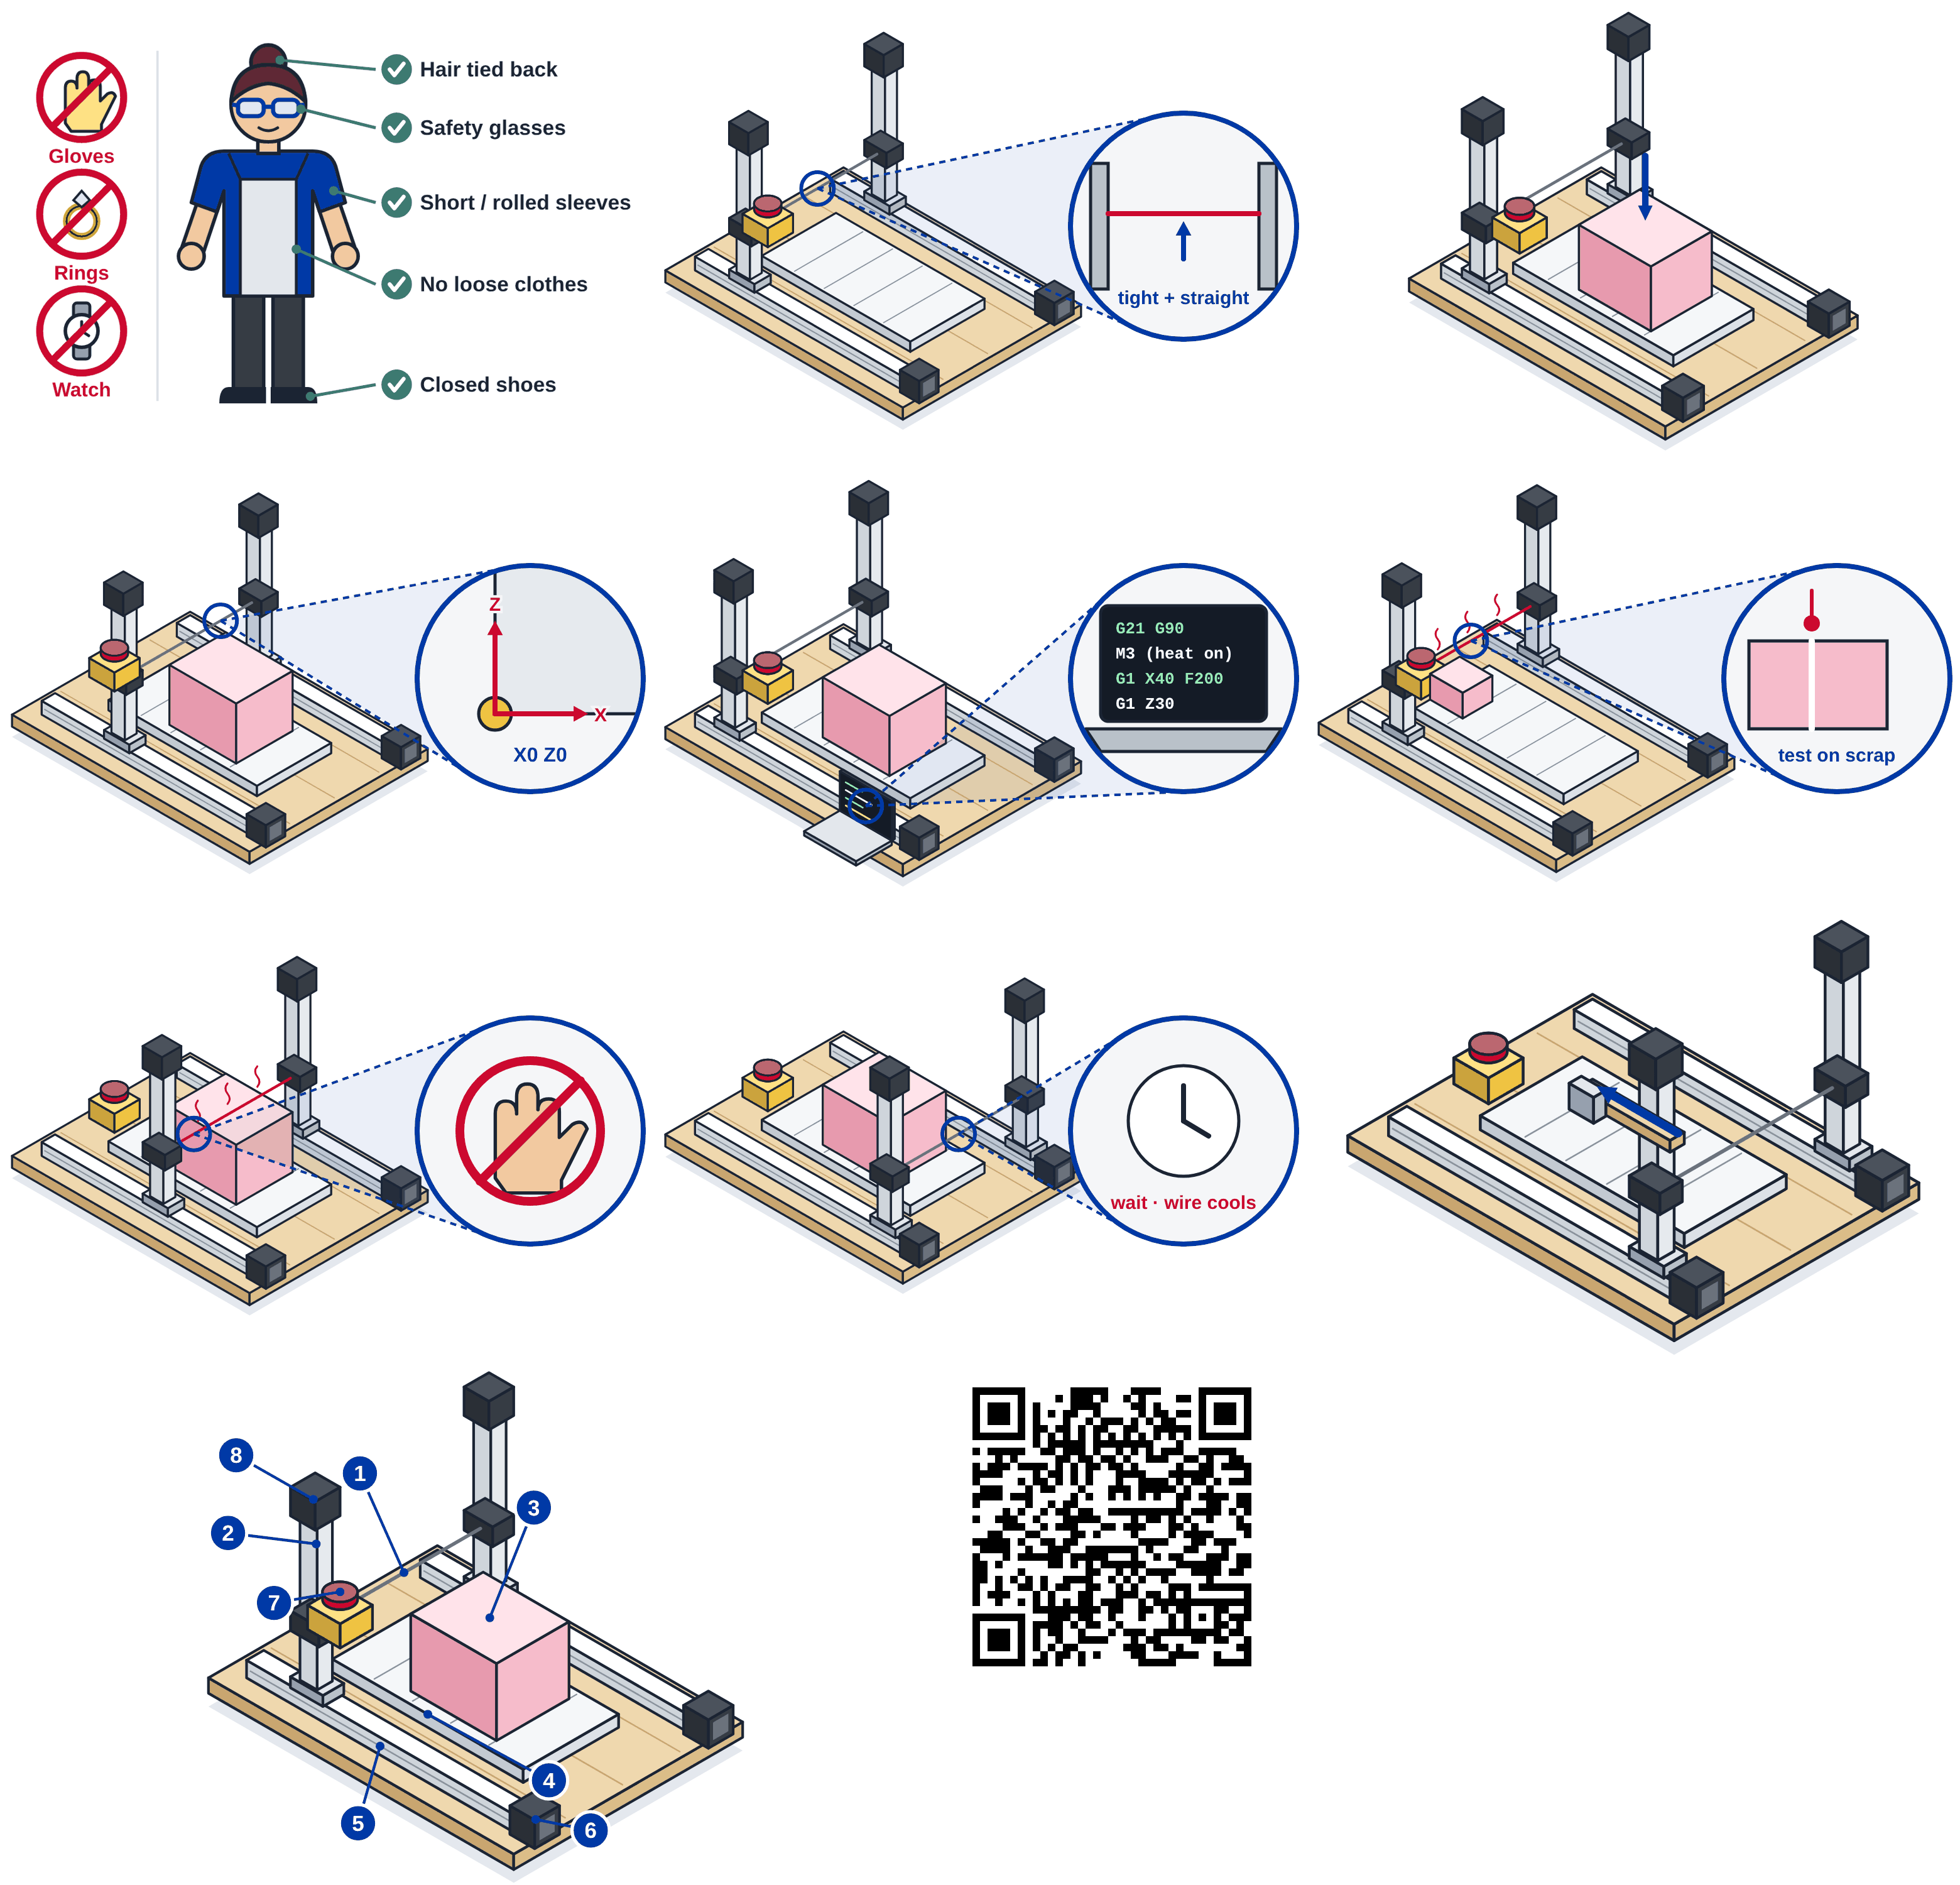 Gloves
Rings
Watch
Hair tied back
Safety glasses
Short / rolled sleeves
No loose clothes
Closed shoes
tight + straight
Z
X
X0 Z0
G21 G90
M3 (heat on)
G1 X40 F200
G1 Z30
test on scrap
wait · wire cools
8
1
3
2
7
4
5
6